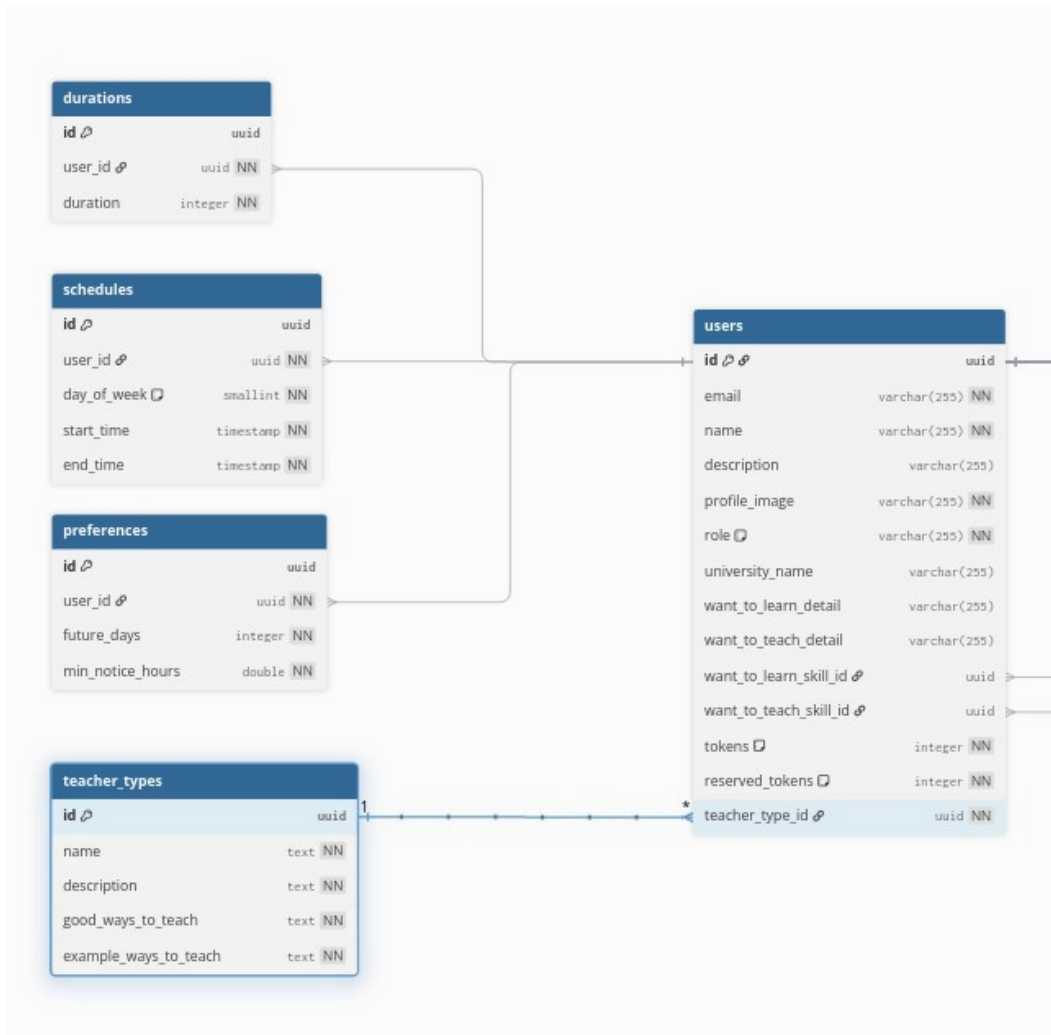 durations
id uuid
user_id uuid NN
duration integer NN
schedules
id uuid
user_id uuid NN
day_of_week smallint NN
start_time timestamp NN
end_time timestamp NN
preferences
id uuid
user_id uuid NN
future_days integer NN
min_notice_hours double NN
teacher_types
id uuid
name text NN
description text NN
good_ways_to_teach text NN
example_ways_to_teach text NN
1
*
users
id uuid
email varchar(255) NN
name varchar(255) NN
description varchar(255)
profile_image varchar(255) NN
role varchar(255) NN
university_name varchar(255)
want_to_learn_detail varchar(255)
want_to_teach_detail varchar(255)
want_to_learn_skill_id uuid
want_to_teach_skill_id uuid
tokens integer NN
reserved_tokens integer NN
teacher_type_id uuid NN